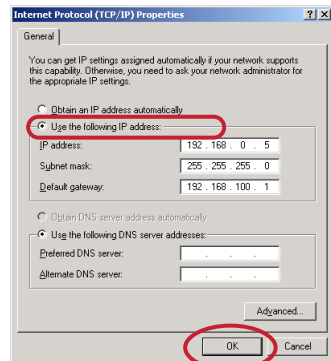 Internet Protocol (TCP/IP) Properties
General
You can get IP settings assigned automatically if your network supports
this capability. Otherwise, you need to ask your network administrator for
the appropriate IP settings.
Obtain an IP address automatically
Use the following IP address:
IP address: 192 . 168 . 0 . 5
Subnet mask: 255 . 255 . 255 . 0
Default gateway: 192 . 168 . 100 . 1
Obtain DNS server address automatically
Use the following DNS server addresses:
Preferred DNS server: . . .
Alternate DNS server: . . .
Advanced...
OK Cancel